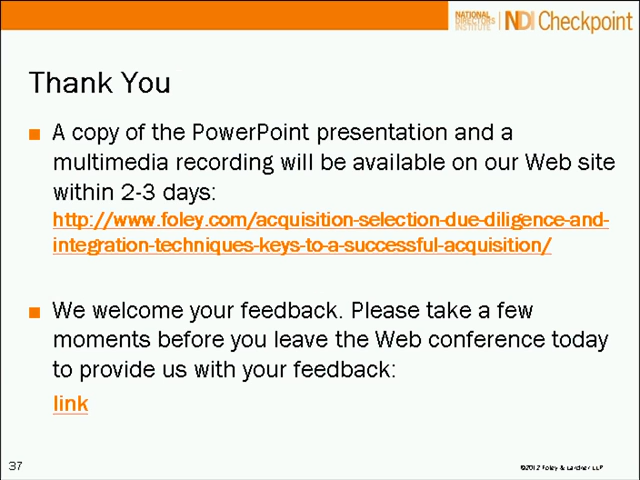 NATIONAL
DIRECTORS
INSTITUTE
NDI Checkpoint
Thank You
A copy of the PowerPoint presentation and a
multimedia recording will be available on our Web site
within 2-3 days:
http://www.foley.com/acquisition-selection-due-diligence-and-
integration-techniques-keys-to-a-successful-acquisition/
We welcome your feedback. Please take a few
moments before you leave the Web conference today
to provide us with your feedback:
link
37
©2012 Foley & Lardner LLP